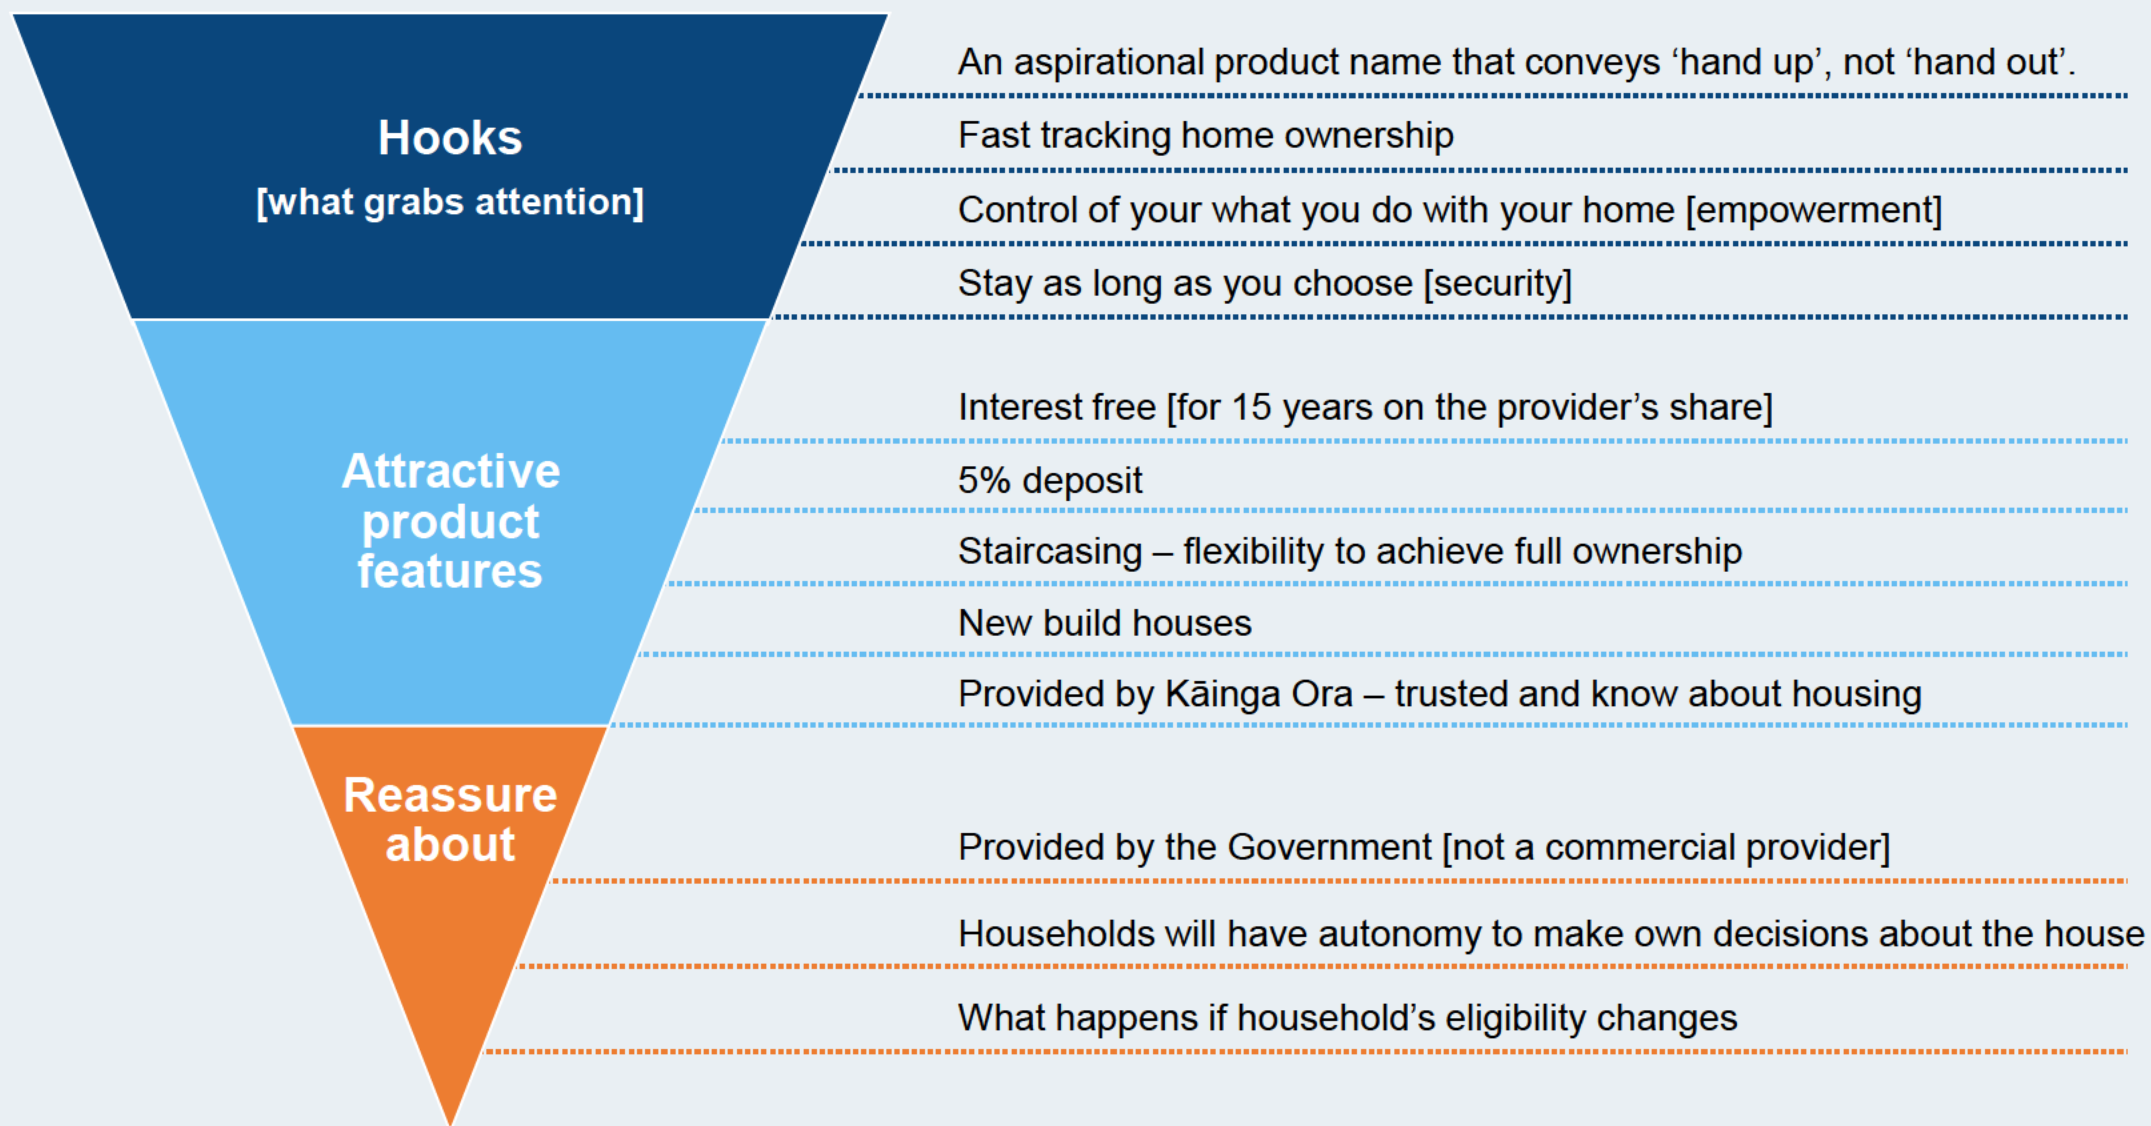 Hooks
[what grabs attention]
An aspirational product name that conveys ‘hand up’, not ‘hand out’.
Fast tracking home ownership
Control of your what you do with your home [empowerment]
Stay as long as you choose [security]
Attractive
product
features
Interest free [for 15 years on the provider’s share]
5% deposit
Staircasing – flexibility to achieve full ownership
New build houses
Provided by Kāinga Ora – trusted and know about housing
Reassure
about
Provided by the Government [not a commercial provider]
Households will have autonomy to make own decisions about the house
What happens if household’s eligibility changes